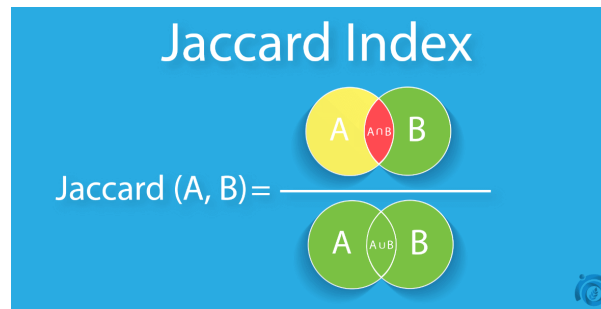 Jaccard Index
A A∩B B
Jaccard (A, B) =
A A∪B B